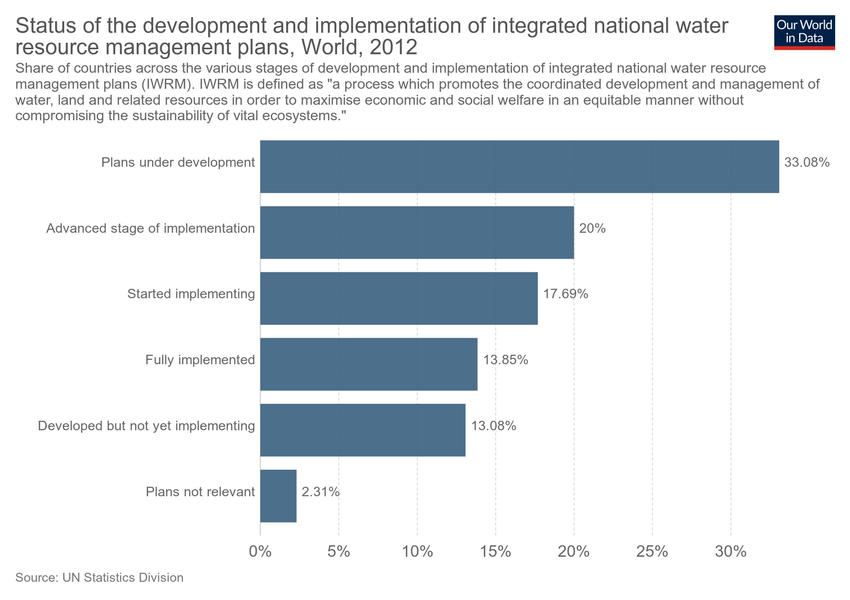 Status of the development and implementation of integrated national water
resource management plans, World, 2012
Our World
in Data
Share of countries across the various stages of development and implementation of integrated national water resource
management plans (IWRM). IWRM is defined as "a process which promotes the coordinated development and management of
water, land and related resources in order to maximise economic and social welfare in an equitable manner without
compromising the sustainability of vital ecosystems."
Plans under development 33.08%
Advanced stage of implementation 20%
Started implementing 17.69%
Fully implemented 13.85%
Developed but not yet implementing 13.08%
Plans not relevant 2.31%
0% 5% 10% 15% 20% 25% 30%
Source: UN Statistics Division